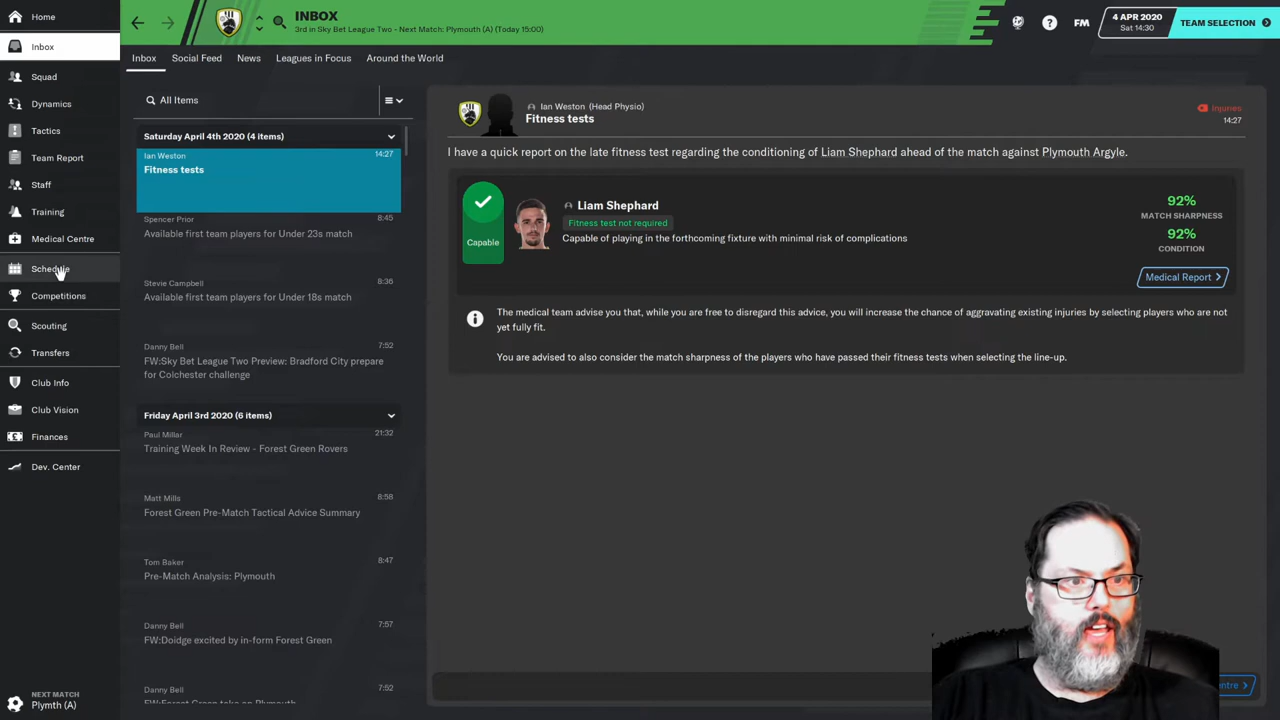 Home
Inbox
Squad
Dynamics
Tactics
Team Report
Staff
Training
Medical Centre
Schedule
Competitions
Scouting
Transfers
Club Info
Club Vision
Finances
Dev. Center
NEXT MATCH
Plymth (A)
INBOX
3rd in Sky Bet League Two - Next Match: Plymouth (A) (Today 15:00)
?
FM
4 APR 2020
Sat 14:30
TEAM SELECTION
Inbox
Social Feed
News
Leagues in Focus
Around the World
All Items
Saturday April 4th 2020 (4 items)
Ian Weston 14:27
Fitness tests
Spencer Prior 8:45
Available first team players for Under 23s match
Stevie Campbell 8:36
Available first team players for Under 18s match
Danny Bell 7:52
FW:Sky Bet League Two Preview: Bradford City prepare
for Colchester challenge
Friday April 3rd 2020 (6 items)
Paul Millar 21:32
Training Week In Review - Forest Green Rovers
Matt Mills 8:58
Forest Green Pre-Match Tactical Advice Summary
Tom Baker 8:47
Pre-Match Analysis: Plymouth
Danny Bell 7:57
FW:Doidge excited by in-form Forest Green
Danny Bell 7:52
FW:Forest Green take on Plymouth
Ian Weston (Head Physio)
Fitness tests
Injuries
14:27
I have a quick report on the late fitness test regarding the conditioning of Liam Shephard ahead of the match against Plymouth Argyle.
Capable
Liam Shephard
Fitness test not required
Capable of playing in the forthcoming fixture with minimal risk of complications
92%
MATCH SHARPNESS
92%
CONDITION
Medical Report
The medical team advise you that, while you are free to disregard this advice, you will increase the chance of aggravating existing injuries by selecting players who are not
yet fully fit.
You are advised to also consider the match sharpness of the players who have passed their fitness tests when selecting the line-up.